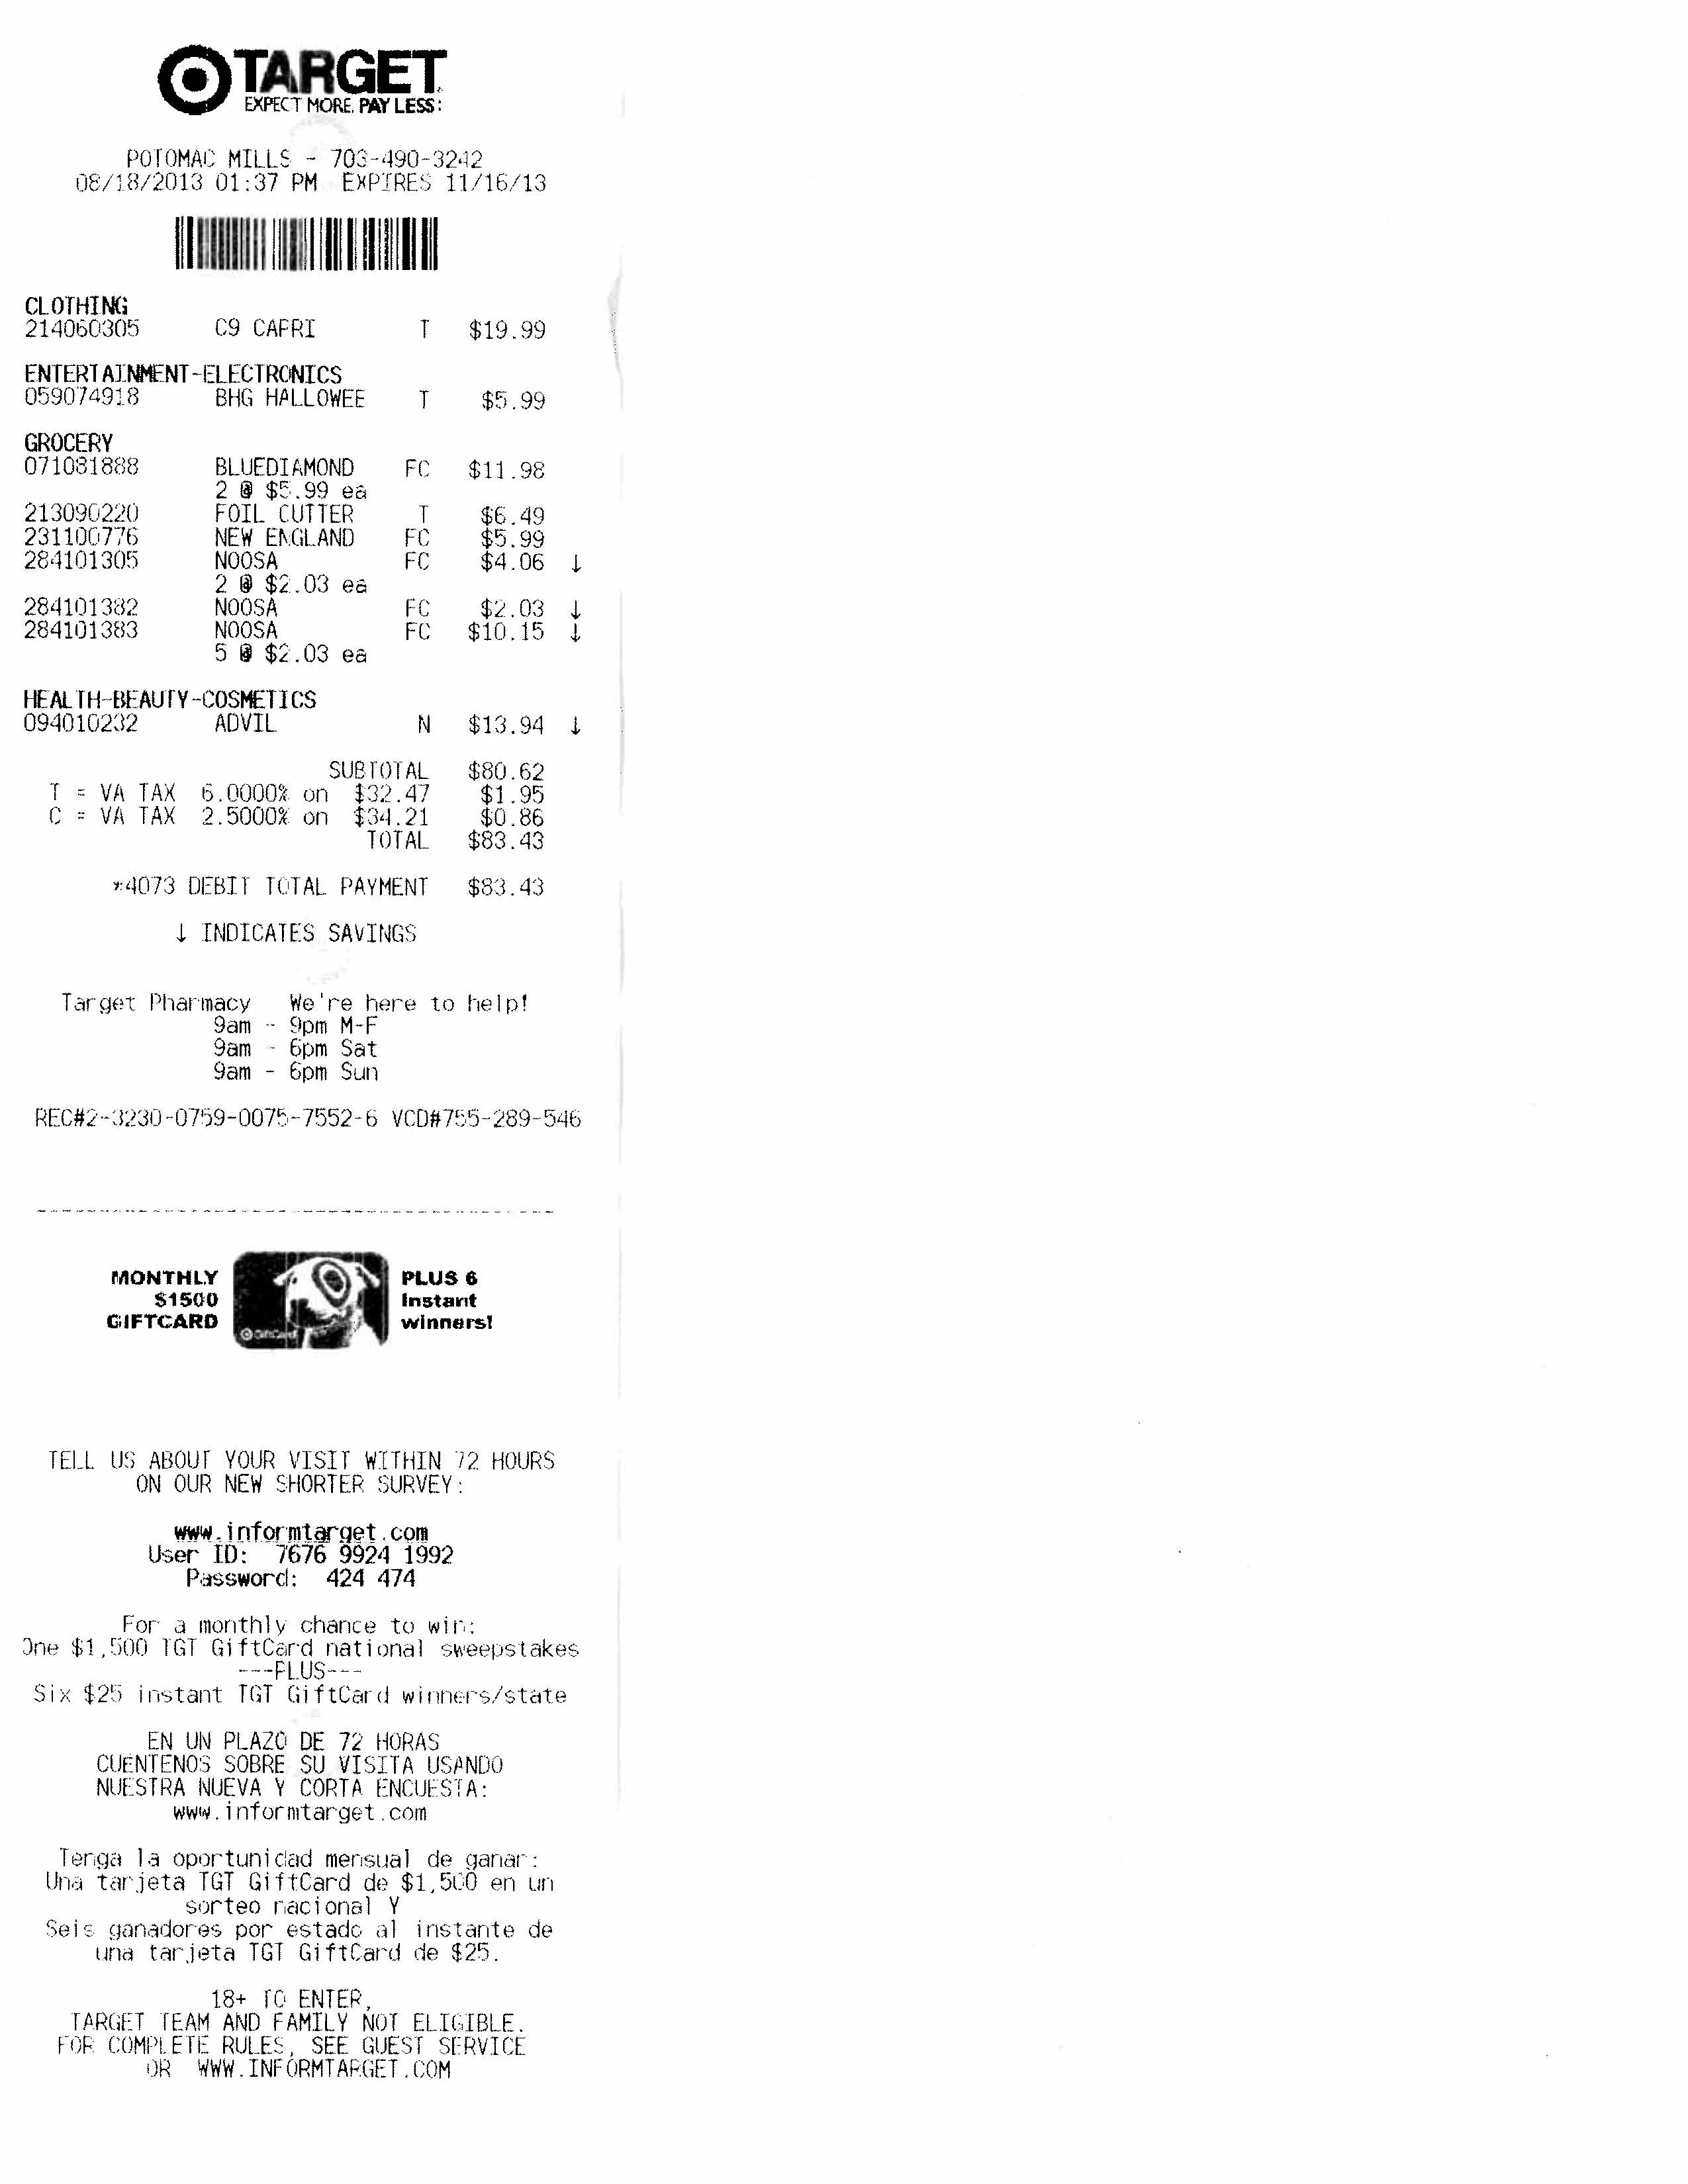 TARGET
EXPECT MORE. PAY LESS.
POTOMAC MILLS - 703-490-3242
08/18/2013 01:37 PM EXPIRES 11/16/13
CLOTHING
214060305 C9 CAPRI T $19.99
ENTERTAINMENT-ELECTRONICS
059074918 BHG HALLOWEE T $5.99
GROCERY
071081888 BLUEDIAMOND FC $11.98
2 @ $5.99 ea
213090220 FOIL CUTTER T $6.49
231100776 NEW ENGLAND FC $5.99
284101305 NOOSA FC $4.06 ↓
2 @ $2.03 ea
284101382 NOOSA FC $2.03 ↓
284101383 NOOSA FC $10.15 ↓
5 @ $2.03 ea
HEALTH-BEAUTY-COSMETICS
094010232 ADVIL N $13.94 ↓
SUBTOTAL $80.62
T = VA TAX 6.0000% on $32.47 $1.95
C = VA TAX 2.5000% on $34.21 $0.86
TOTAL $83.43
*4073 DEBIT TOTAL PAYMENT $83.43
↓ INDICATES SAVINGS
Target Pharmacy We're here to help!
9am - 9pm M-F
9am - 6pm Sat
9am - 6pm Sun
REC#2-3230-0759-0075-7552-6 VCD#755-289-546
MONTHLY PLUS 6
$1500 Instant
GIFTCARD winners!
GiftCard
TELL US ABOUT YOUR VISIT WITHIN 72 HOURS
ON OUR NEW SHORTER SURVEY:
www.informtarget.com
User ID: 7676 9924 1992
Password: 424 474
For a monthly chance to win:
One $1,500 TGT GiftCard national sweepstakes
---PLUS---
Six $25 instant TGT GiftCard winners/state
EN UN PLAZO DE 72 HORAS
CUENTENOS SOBRE SU VISITA USANDO
NUESTRA NUEVA Y CORTA ENCUESTA:
www.informtarget.com
Tenga la oportunidad mensual de ganar:
Una tarjeta TGT GiftCard de $1,500 en un
sorteo nacional Y
Seis ganadores por estado al instante de
una tarjeta TGT GiftCard de $25.
18+ TO ENTER,
TARGET TEAM AND FAMILY NOT ELIGIBLE.
FOR COMPLETE RULES, SEE GUEST SERVICE
OR WWW.INFORMTARGET.COM